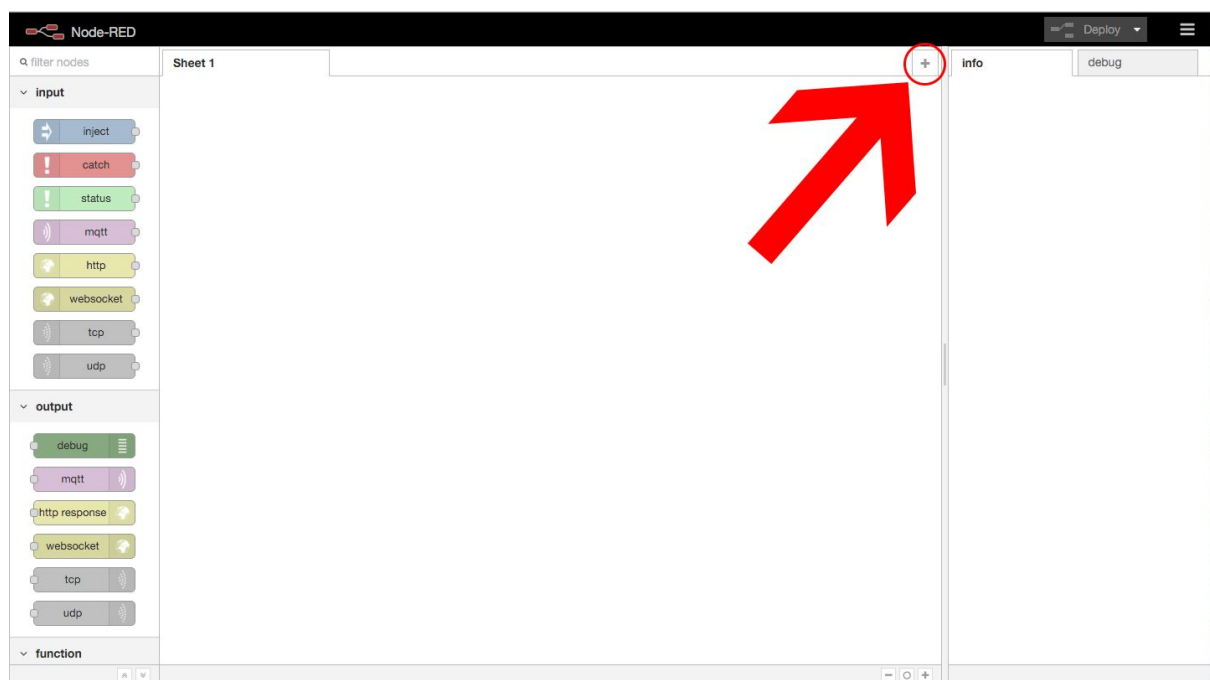 Node-RED
Deploy
filter nodes
Sheet 1
+
info
debug
input
inject
catch
status
mqtt
http
websocket
tcp
udp
output
debug
mqtt
http response
websocket
tcp
udp
function